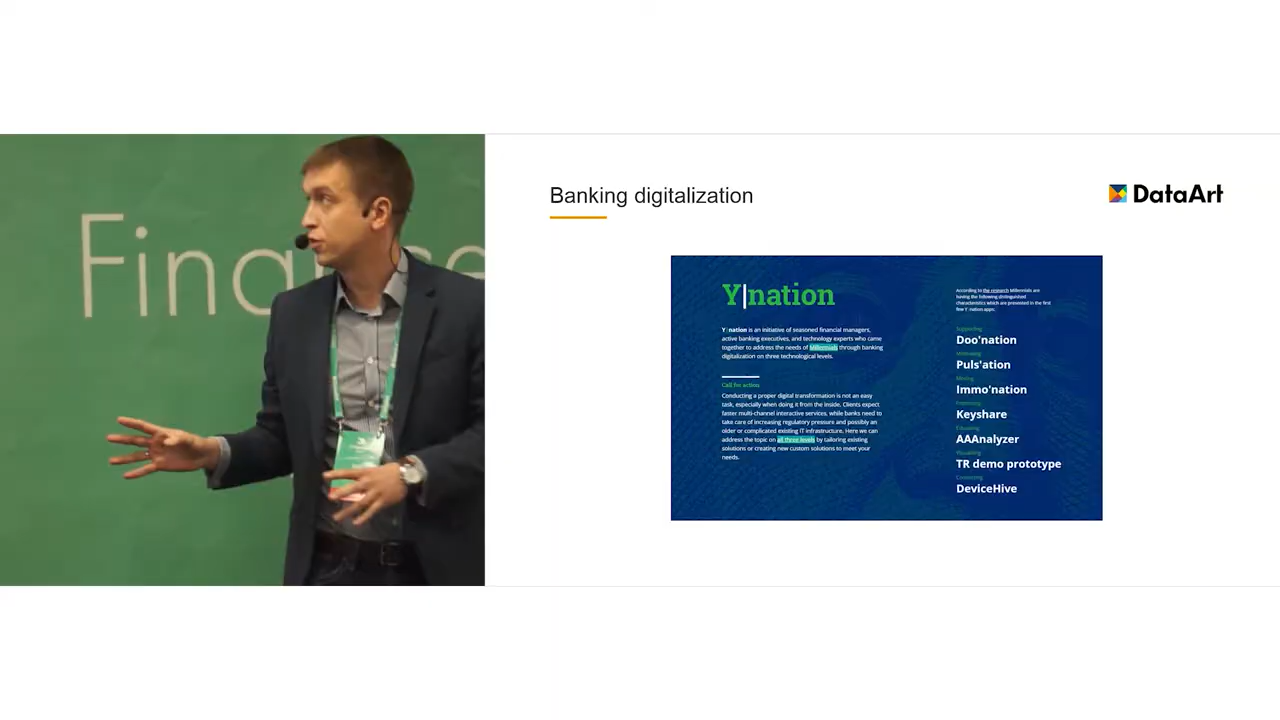 Finance
Banking digitalization
DataArt
Y|nation
Y|nation is an initiative of seasoned financial managers,
active banking executives, and technology experts who came
together to address the needs of Millennials through banking
digitalization on three technological levels.
Call for action
Conducting a proper digital transformation is not an easy
task, especially when doing it from the inside. Clients expect
faster multi-channel interactive services, while banks need to
take care of increasing regulatory pressure and possibly an
older or complicated existing IT infrastructure. Here we can
address the topic on all three levels by tailoring existing
solutions or creating new custom solutions to meet your
needs.
According to the research Millennials are
having the following distinguished
characteristics which are presented in the first
few Y|nation apps:
Supporting
Doo'nation
Puls'ation
Immo'nation
Keyshare
AAAnalyzer
TR demo prototype
DeviceHive